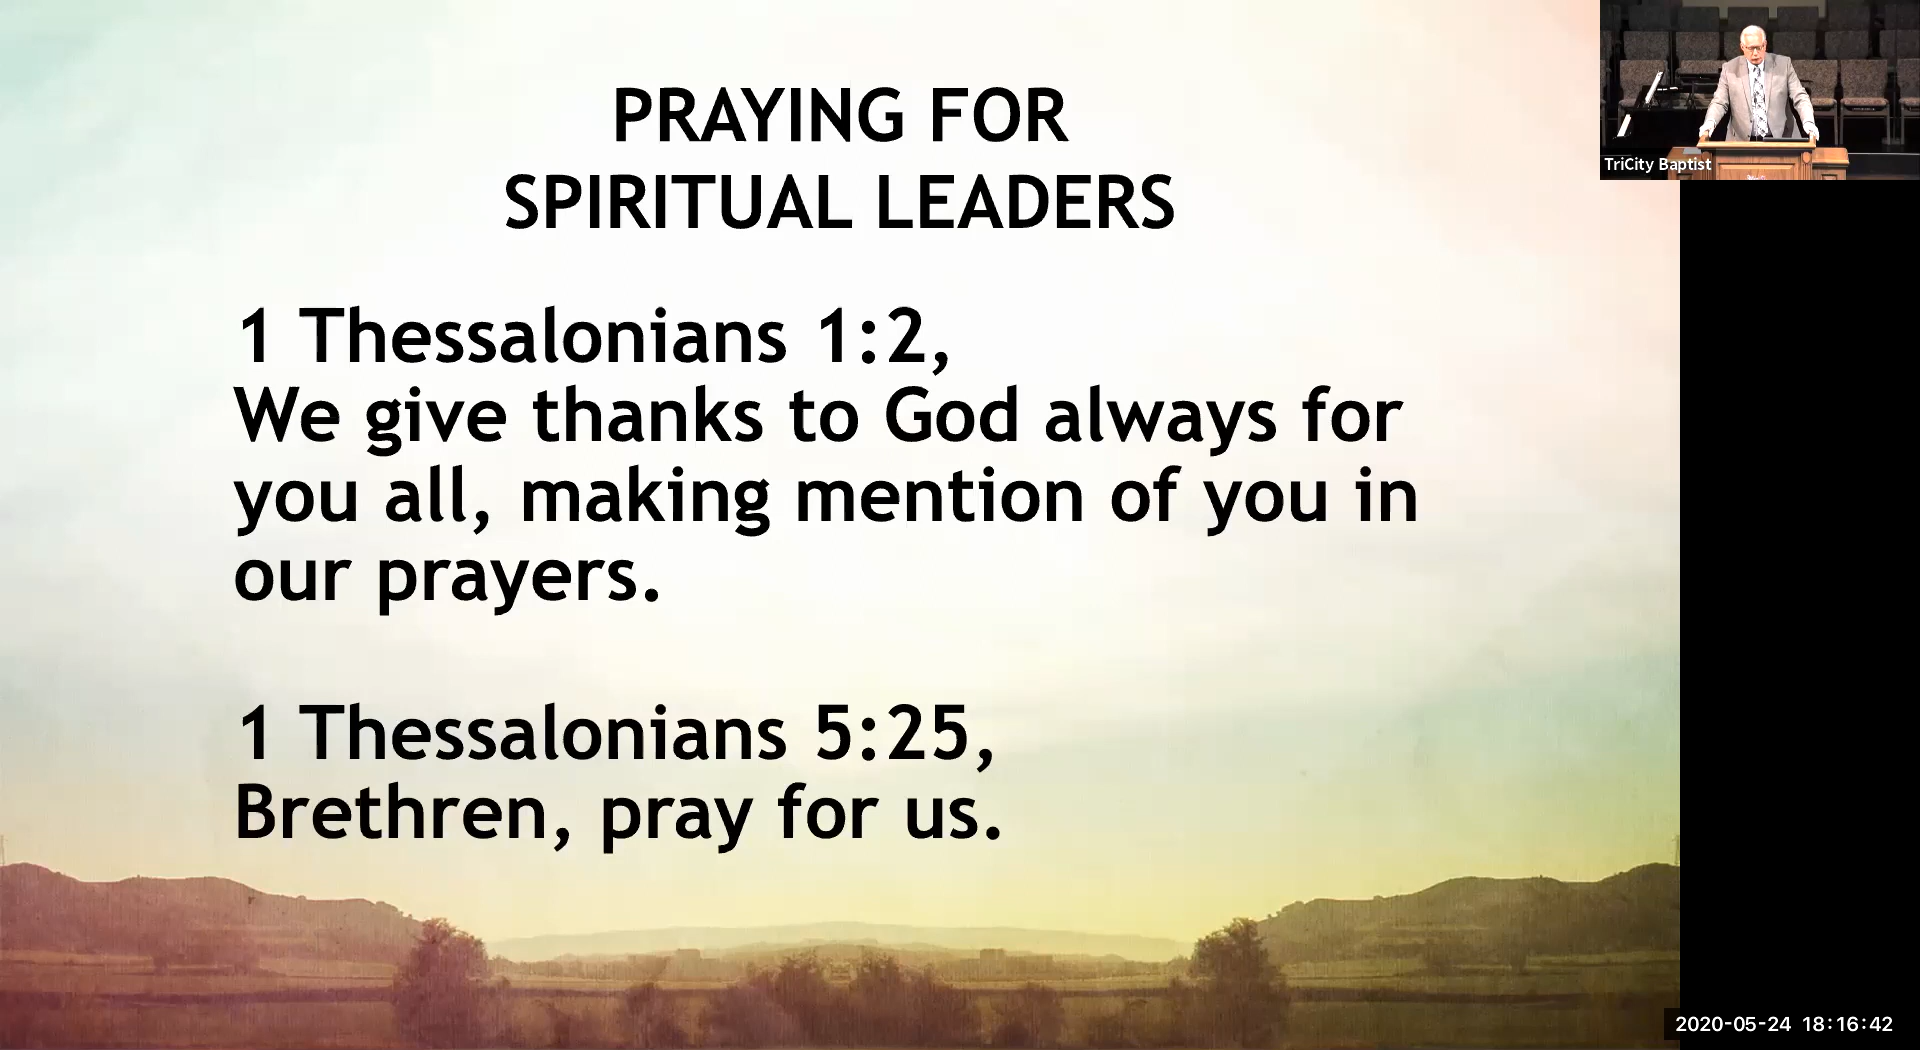 PRAYING FOR
SPIRITUAL LEADERS
1 Thessalonians 1:2,
We give thanks to God always for
you all, making mention of you in
our prayers.
1 Thessalonians 5:25,
Brethren, pray for us.
TriCity Baptist
2020-05-24 18:16:42